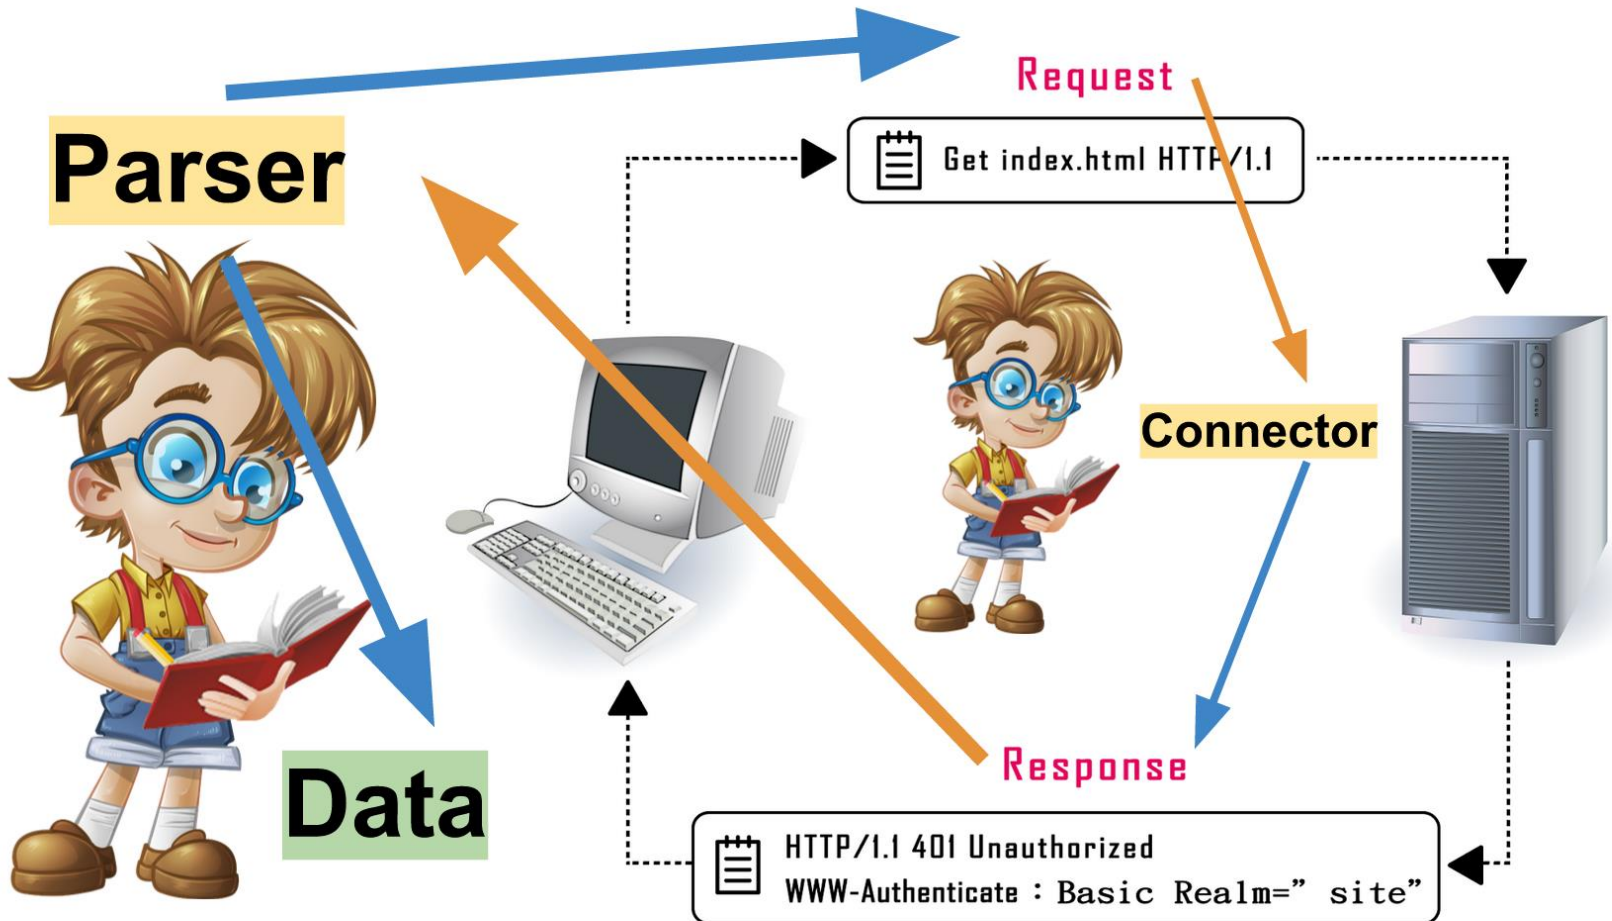 Request
Parser
Get index.html HTTP/1.1
Connector
Response
Data
HTTP/1.1 401 Unauthorized
WWW-Authenticate : Basic Realm=” site”